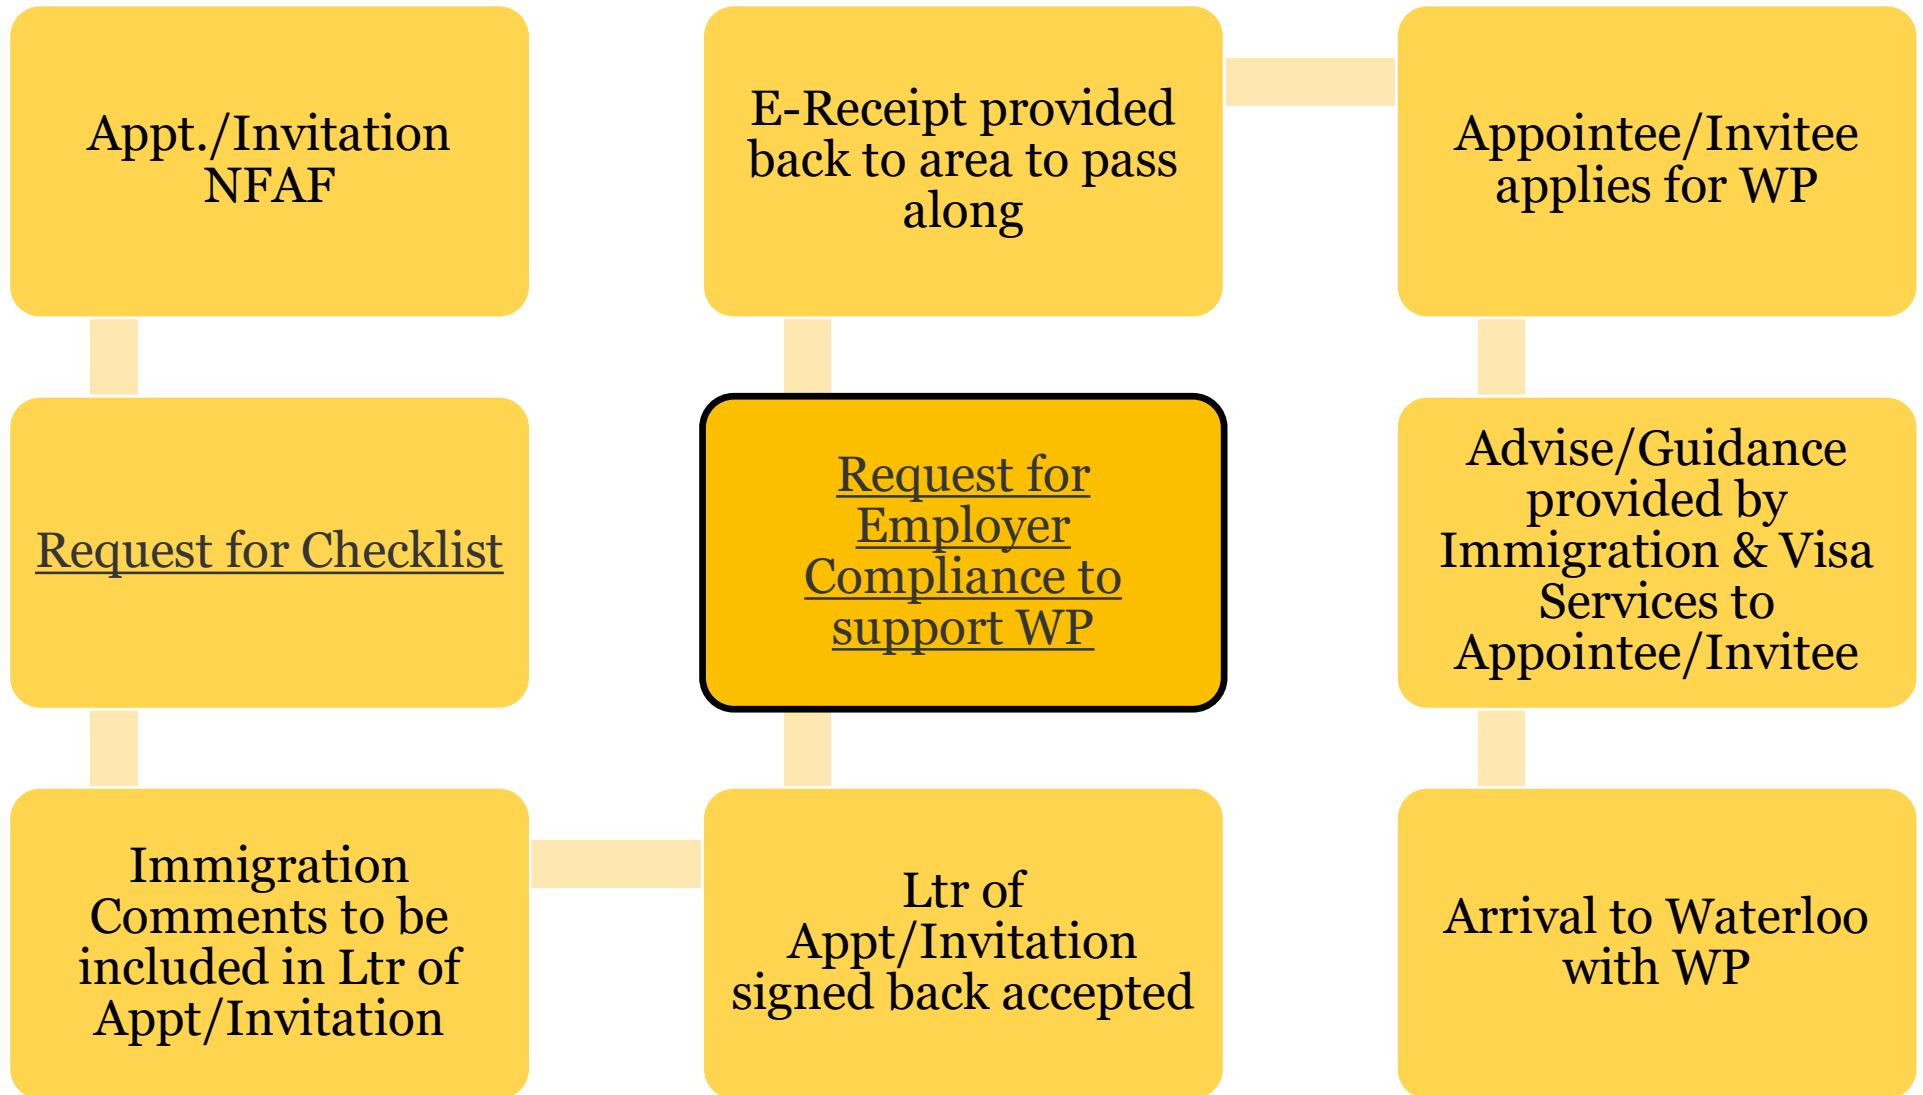 Appt./Invitation
NFAF
Request for Checklist
Immigration
Comments to be
included in Ltr of
Appt/Invitation
Ltr of
Appt/Invitation
signed back accepted
Request for
Employer
Compliance to
support WP
E-Receipt provided
back to area to pass
along
Appointee/Invitee
applies for WP
Advise/Guidance
provided by
Immigration & Visa
Services to
Appointee/Invitee
Arrival to Waterloo
with WP